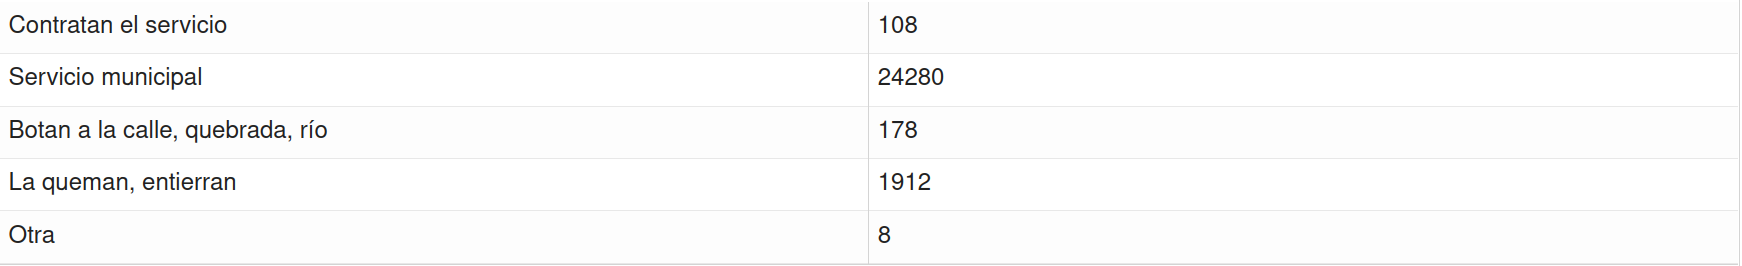 Contratan el servicio 108
Servicio municipal 24280
Botan a la calle, quebrada, río 178
La queman, entierran 1912
Otra 8